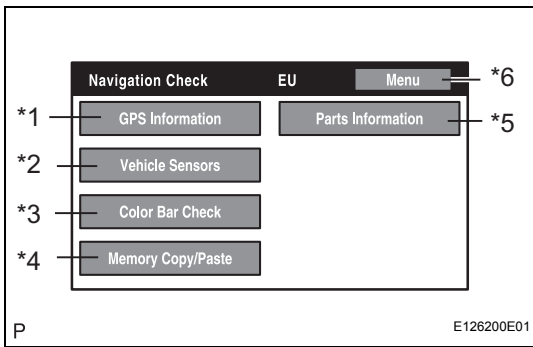 Navigation Check EU Menu *6
*1 GPS Information Parts Information *5
*2 Vehicle Sensors
*3 Color Bar Check
*4 Memory Copy/Paste
P E126200E01